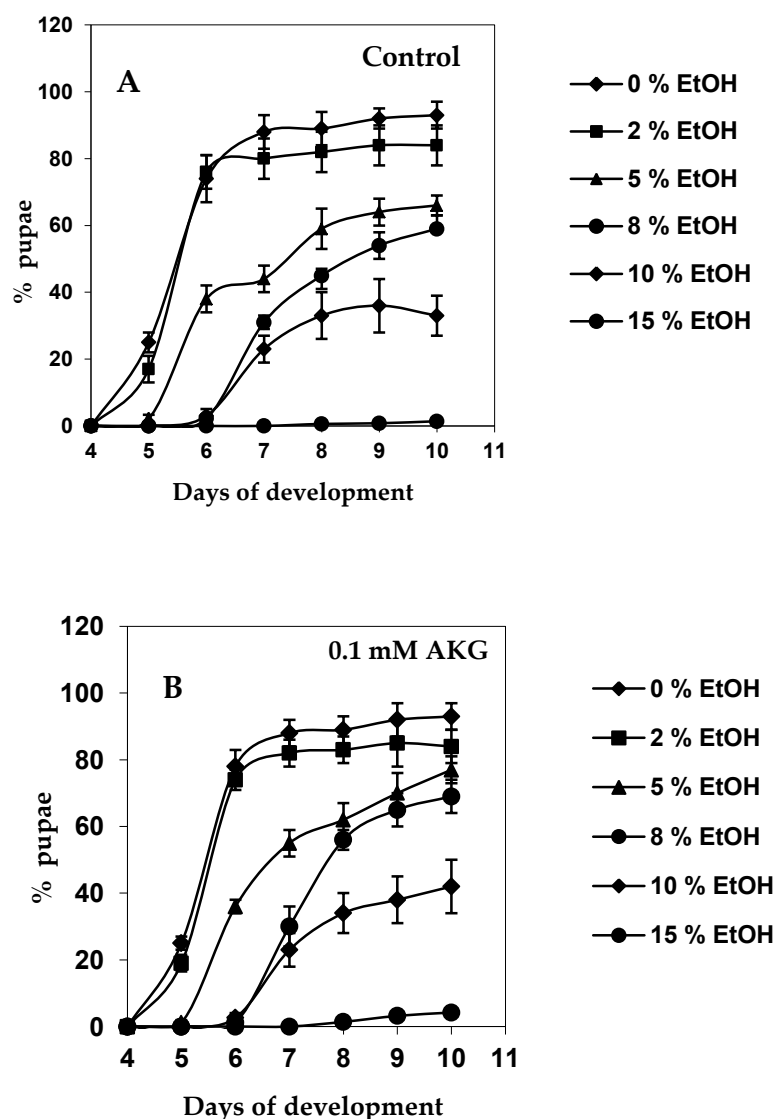 A
Control
120
100
80
60
40
20
0
% pupae
4 5 6 7 8 9 10 11
Days of development
0 % EtOH
2 % EtOH
5 % EtOH
8 % EtOH
10 % EtOH
15 % EtOH
B
0.1 mM AKG
120
100
80
60
40
20
0
% pupae
4 5 6 7 8 9 10 11
Days of development
0 % EtOH
2 % EtOH
5 % EtOH
8 % EtOH
10 % EtOH
15 % EtOH